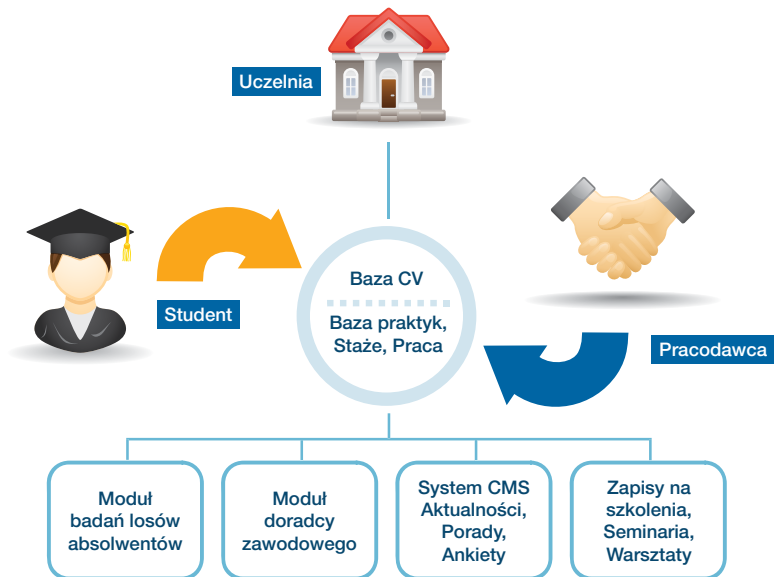 Uczelnia
Student
Baza CV
Baza praktyk,
Staże, Praca
Pracodawca
Moduł
badań losów
absolwentów
Moduł
doradcy
zawodowego
System CMS
Aktualności,
Porady,
Ankiety
Zapisy na
szkolenia,
Seminaria,
Warsztaty